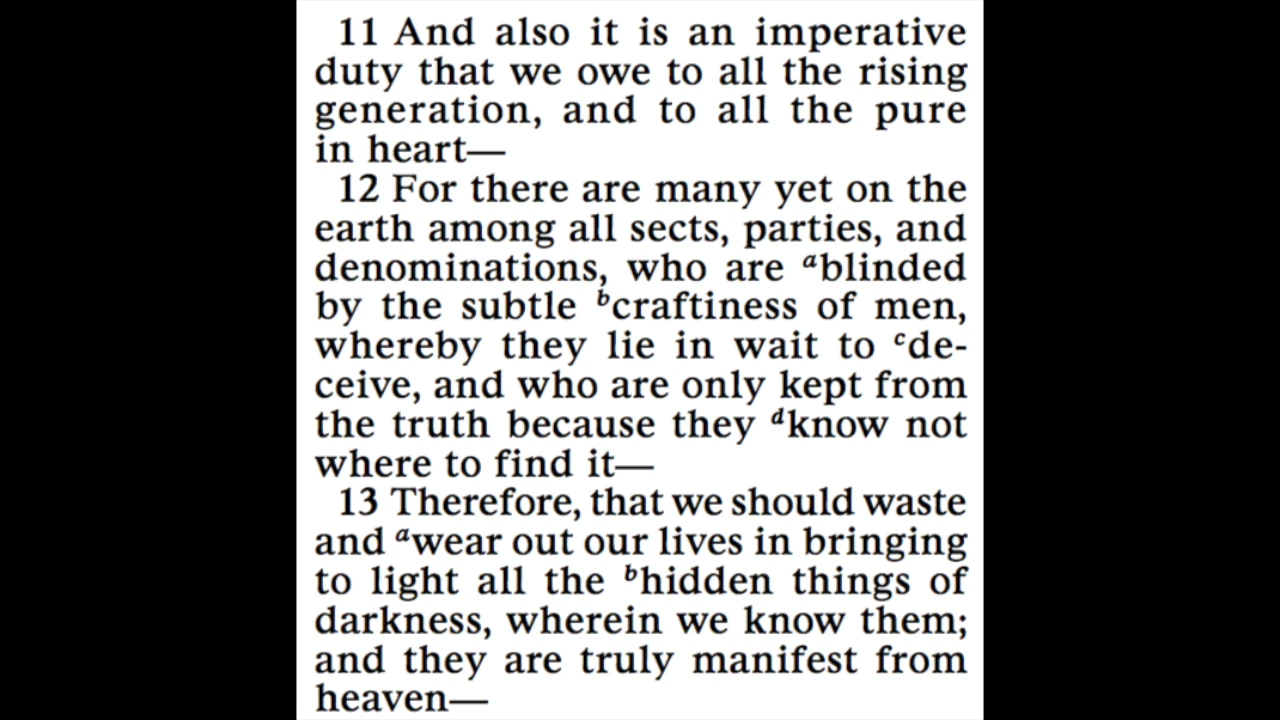 11 And also it is an imperative
duty that we owe to all the rising
generation, and to all the pure
in heart—
12 For there are many yet on the
earth among all sects, parties, and
denominations, who are ᵃblinded
by the subtle ᵇcraftiness of men,
whereby they lie in wait to ᶜde-
ceive, and who are only kept from
the truth because they ᵈknow not
where to find it—
13 Therefore, that we should waste
and ᵃwear out our lives in bringing
to light all the ᵇhidden things of
darkness, wherein we know them;
and they are truly manifest from
heaven—